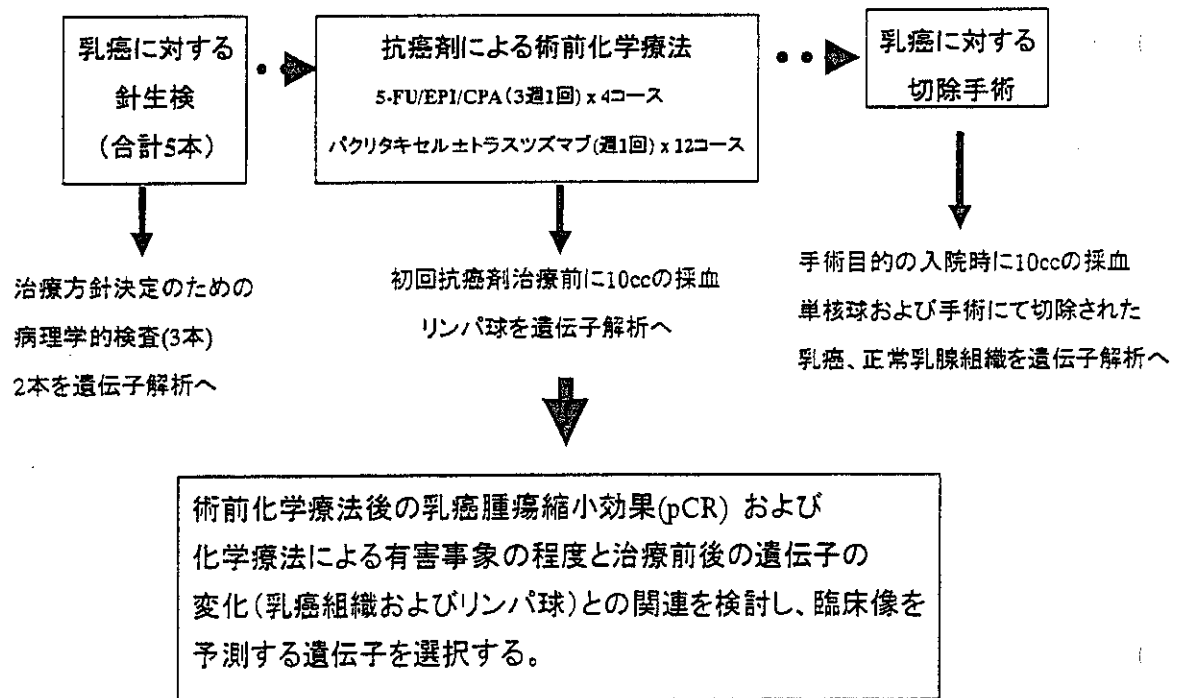 乳癌に対する
針生検
（合計5本）
抗癌剤による術前化学療法
5-FU/EPI/CPA(3週1回) x 4コース
パクリタキセル±トラスツズマブ(週1回) x 12コース
乳癌に対する
切除手術
治療方針決定のための
病理学的検査(3本)
2本を遺伝子解析へ
初回抗癌剤治療前に10ccの採血
リンパ球を遺伝子解析へ
手術目的の入院時に10ccの採血
単核球および手術にて切除された
乳癌、正常乳腺組織を遺伝子解析へ
術前化学療法後の乳癌腫瘍縮小効果(pCR) および
化学療法による有害事象の程度と治療前後の遺伝子の
変化(乳癌組織およびリンパ球)との関連を検討し、臨床像を
予測する遺伝子を選択する。